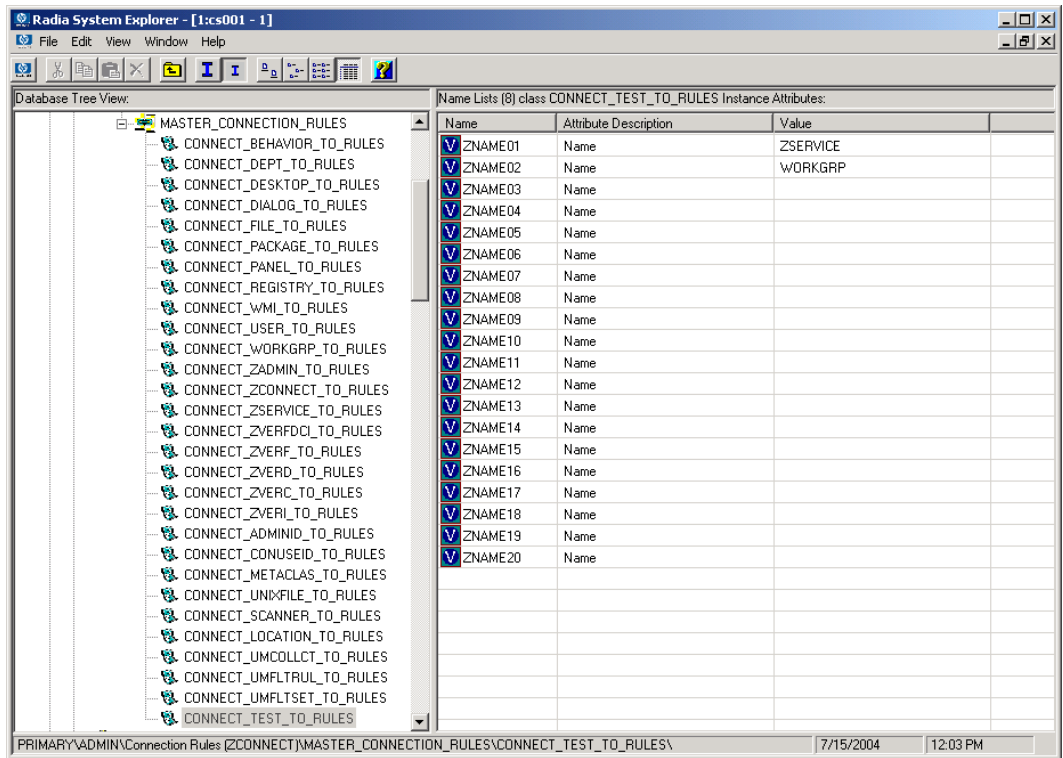 Radia System Explorer - [1:cs001 - 1]
File Edit View Window Help
Database Tree View:
Name Lists (8) class CONNECT_TEST_TO_RULES Instance Attributes:
MASTER_CONNECTION_RULES
CONNECT_BEHAVIOR_TO_RULES
CONNECT_DEPT_TO_RULES
CONNECT_DESKTOP_TO_RULES
CONNECT_DIALOG_TO_RULES
CONNECT_FILE_TO_RULES
CONNECT_PACKAGE_TO_RULES
CONNECT_PANEL_TO_RULES
CONNECT_REGISTRY_TO_RULES
CONNECT_WMI_TO_RULES
CONNECT_USER_TO_RULES
CONNECT_WORKGRP_TO_RULES
CONNECT_ZADMIN_TO_RULES
CONNECT_ZCONNECT_TO_RULES
CONNECT_ZSERVICE_TO_RULES
CONNECT_ZVERFDCI_TO_RULES
CONNECT_ZVERF_TO_RULES
CONNECT_ZVERD_TO_RULES
CONNECT_ZVERC_TO_RULES
CONNECT_ZVERI_TO_RULES
CONNECT_ADMINID_TO_RULES
CONNECT_CONUSEID_TO_RULES
CONNECT_METACLAS_TO_RULES
CONNECT_UNIXFILE_TO_RULES
CONNECT_SCANNER_TO_RULES
CONNECT_LOCATION_TO_RULES
CONNECT_UMCOLLCT_TO_RULES
CONNECT_UMFLTRUL_TO_RULES
CONNECT_UMFLTSET_TO_RULES
CONNECT_TEST_TO_RULES
Name Attribute Description Value
V ZNAME01 Name ZSERVICE
V ZNAME02 Name WORKGRP
V ZNAME03 Name
V ZNAME04 Name
V ZNAME05 Name
V ZNAME06 Name
V ZNAME07 Name
V ZNAME08 Name
V ZNAME09 Name
V ZNAME10 Name
V ZNAME11 Name
V ZNAME12 Name
V ZNAME13 Name
V ZNAME14 Name
V ZNAME15 Name
V ZNAME16 Name
V ZNAME17 Name
V ZNAME18 Name
V ZNAME19 Name
V ZNAME20 Name
PRIMARY\ADMIN\Connection Rules (ZCONNECT)\MASTER_CONNECTION_RULES\CONNECT_TEST_TO_RULES\ 7/15/2004 12:03 PM